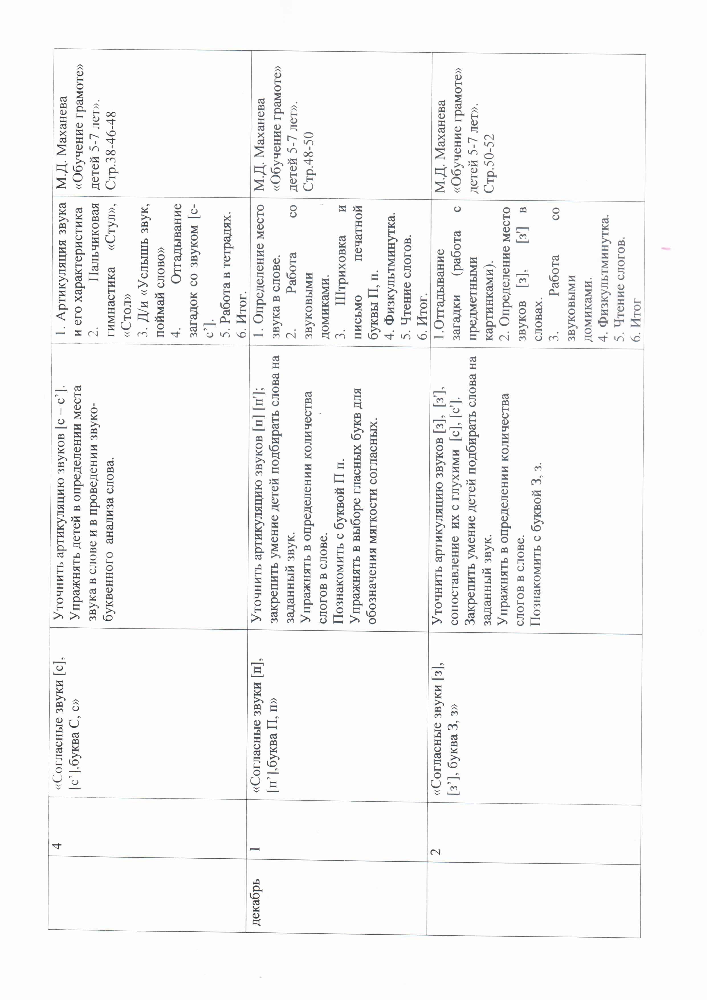 4
«Согласные звуки [с],
[с’].буква С, с»
Уточнить артикуляцию звуков [с – с’].
Упражнять детей в определении места
звука в слове и в проведении звуко-
буквенного анализа слова.
1. Артикуляция звука
и его характеристика
2. Пальчиковая
гимнастика «Стул»,
«Стол»
3. Д/и «Услышь звук,
поймай слово»
4. Отгадывание
загадок со звуком [с-
с’].
5. Работа в тетрадях.
6. Итог.
М.Д. Маханева
«Обучение грамоте»
детей 5-7 лет».
Стр.38-46-48
декабрь
1
«Согласные звуки [п],
[п’],буква П, п»
Уточнить артикуляцию звуков [п] [п'];
закрепить умение детей подбирать слова на
заданный звук.
Упражнять в определении количества
слогов в слове.
Познакомить с буквой П п.
Упражнять в выборе гласных букв для
обозначения мягкости согласных.
1. Определение место
звука в слове.
2. Работа со
звуковыми
домиками.
3. Штриховка и
письмо печатной
буквы П, п.
4. Физкультминутка.
5. Чтение слогов.
6. Итог.
М.Д. Маханева
«Обучение грамоте»
детей 5-7 лет».
Стр.48-50
2
«Согласные звуки [з],
[з’], буква З, з»
Уточнить артикуляцию звуков [з], [з'],
сопоставление их с глухими [с], [с'].
Закрепить умение детей подбирать слова на
заданный звук.
Упражнять в определении количества
слогов в слове.
Познакомить с буквой З, з.
1.Отгадывание
загадки (работа с
предметными
картинками).
2. Определение место
звуков [з], [з'] в
словах.
3. Работа со
звуковыми
домиками.
4. Физкультминутка.
5. Чтение слогов.
6. Итог
М.Д. Маханева
«Обучение грамоте»
детей 5-7 лет».
Стр.50-52